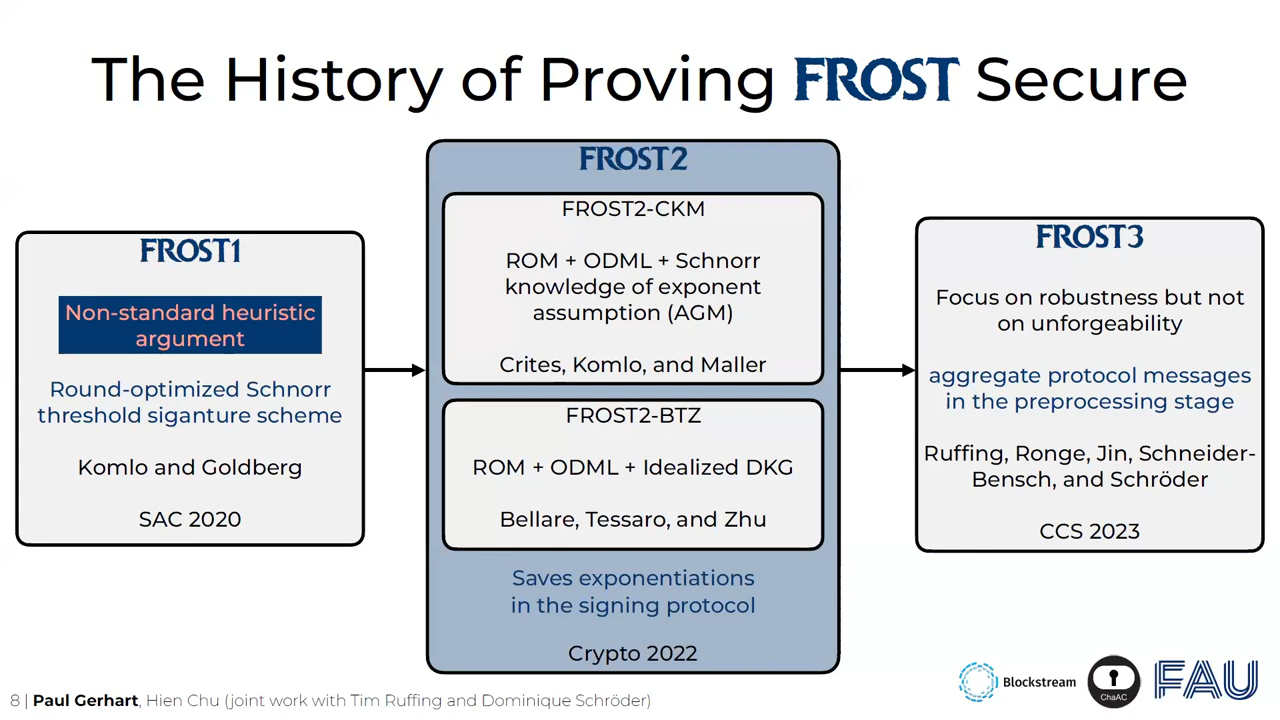 The History of Proving FROST Secure
FROST1
Non-standard heuristic
argument
Round-optimized Schnorr
threshold siganture scheme
Komlo and Goldberg
SAC 2020
FROST2
FROST2-CKM
ROM + ODML + Schnorr
knowledge of exponent
assumption (AGM)
Crites, Komlo, and Maller
FROST2-BTZ
ROM + ODML + Idealized DKG
Bellare, Tessaro, and Zhu
Saves exponentiations
in the signing protocol
Crypto 2022
FROST3
Focus on robustness but not
on unforgeability
aggregate protocol messages
in the preprocessing stage
Ruffing, Ronge, Jin, Schneider-
Bensch, and Schröder
CCS 2023
8 | Paul Gerhart, Hien Chu (joint work with Tim Ruffing and Dominique Schröder)
Blockstream
ChaAC
FAU